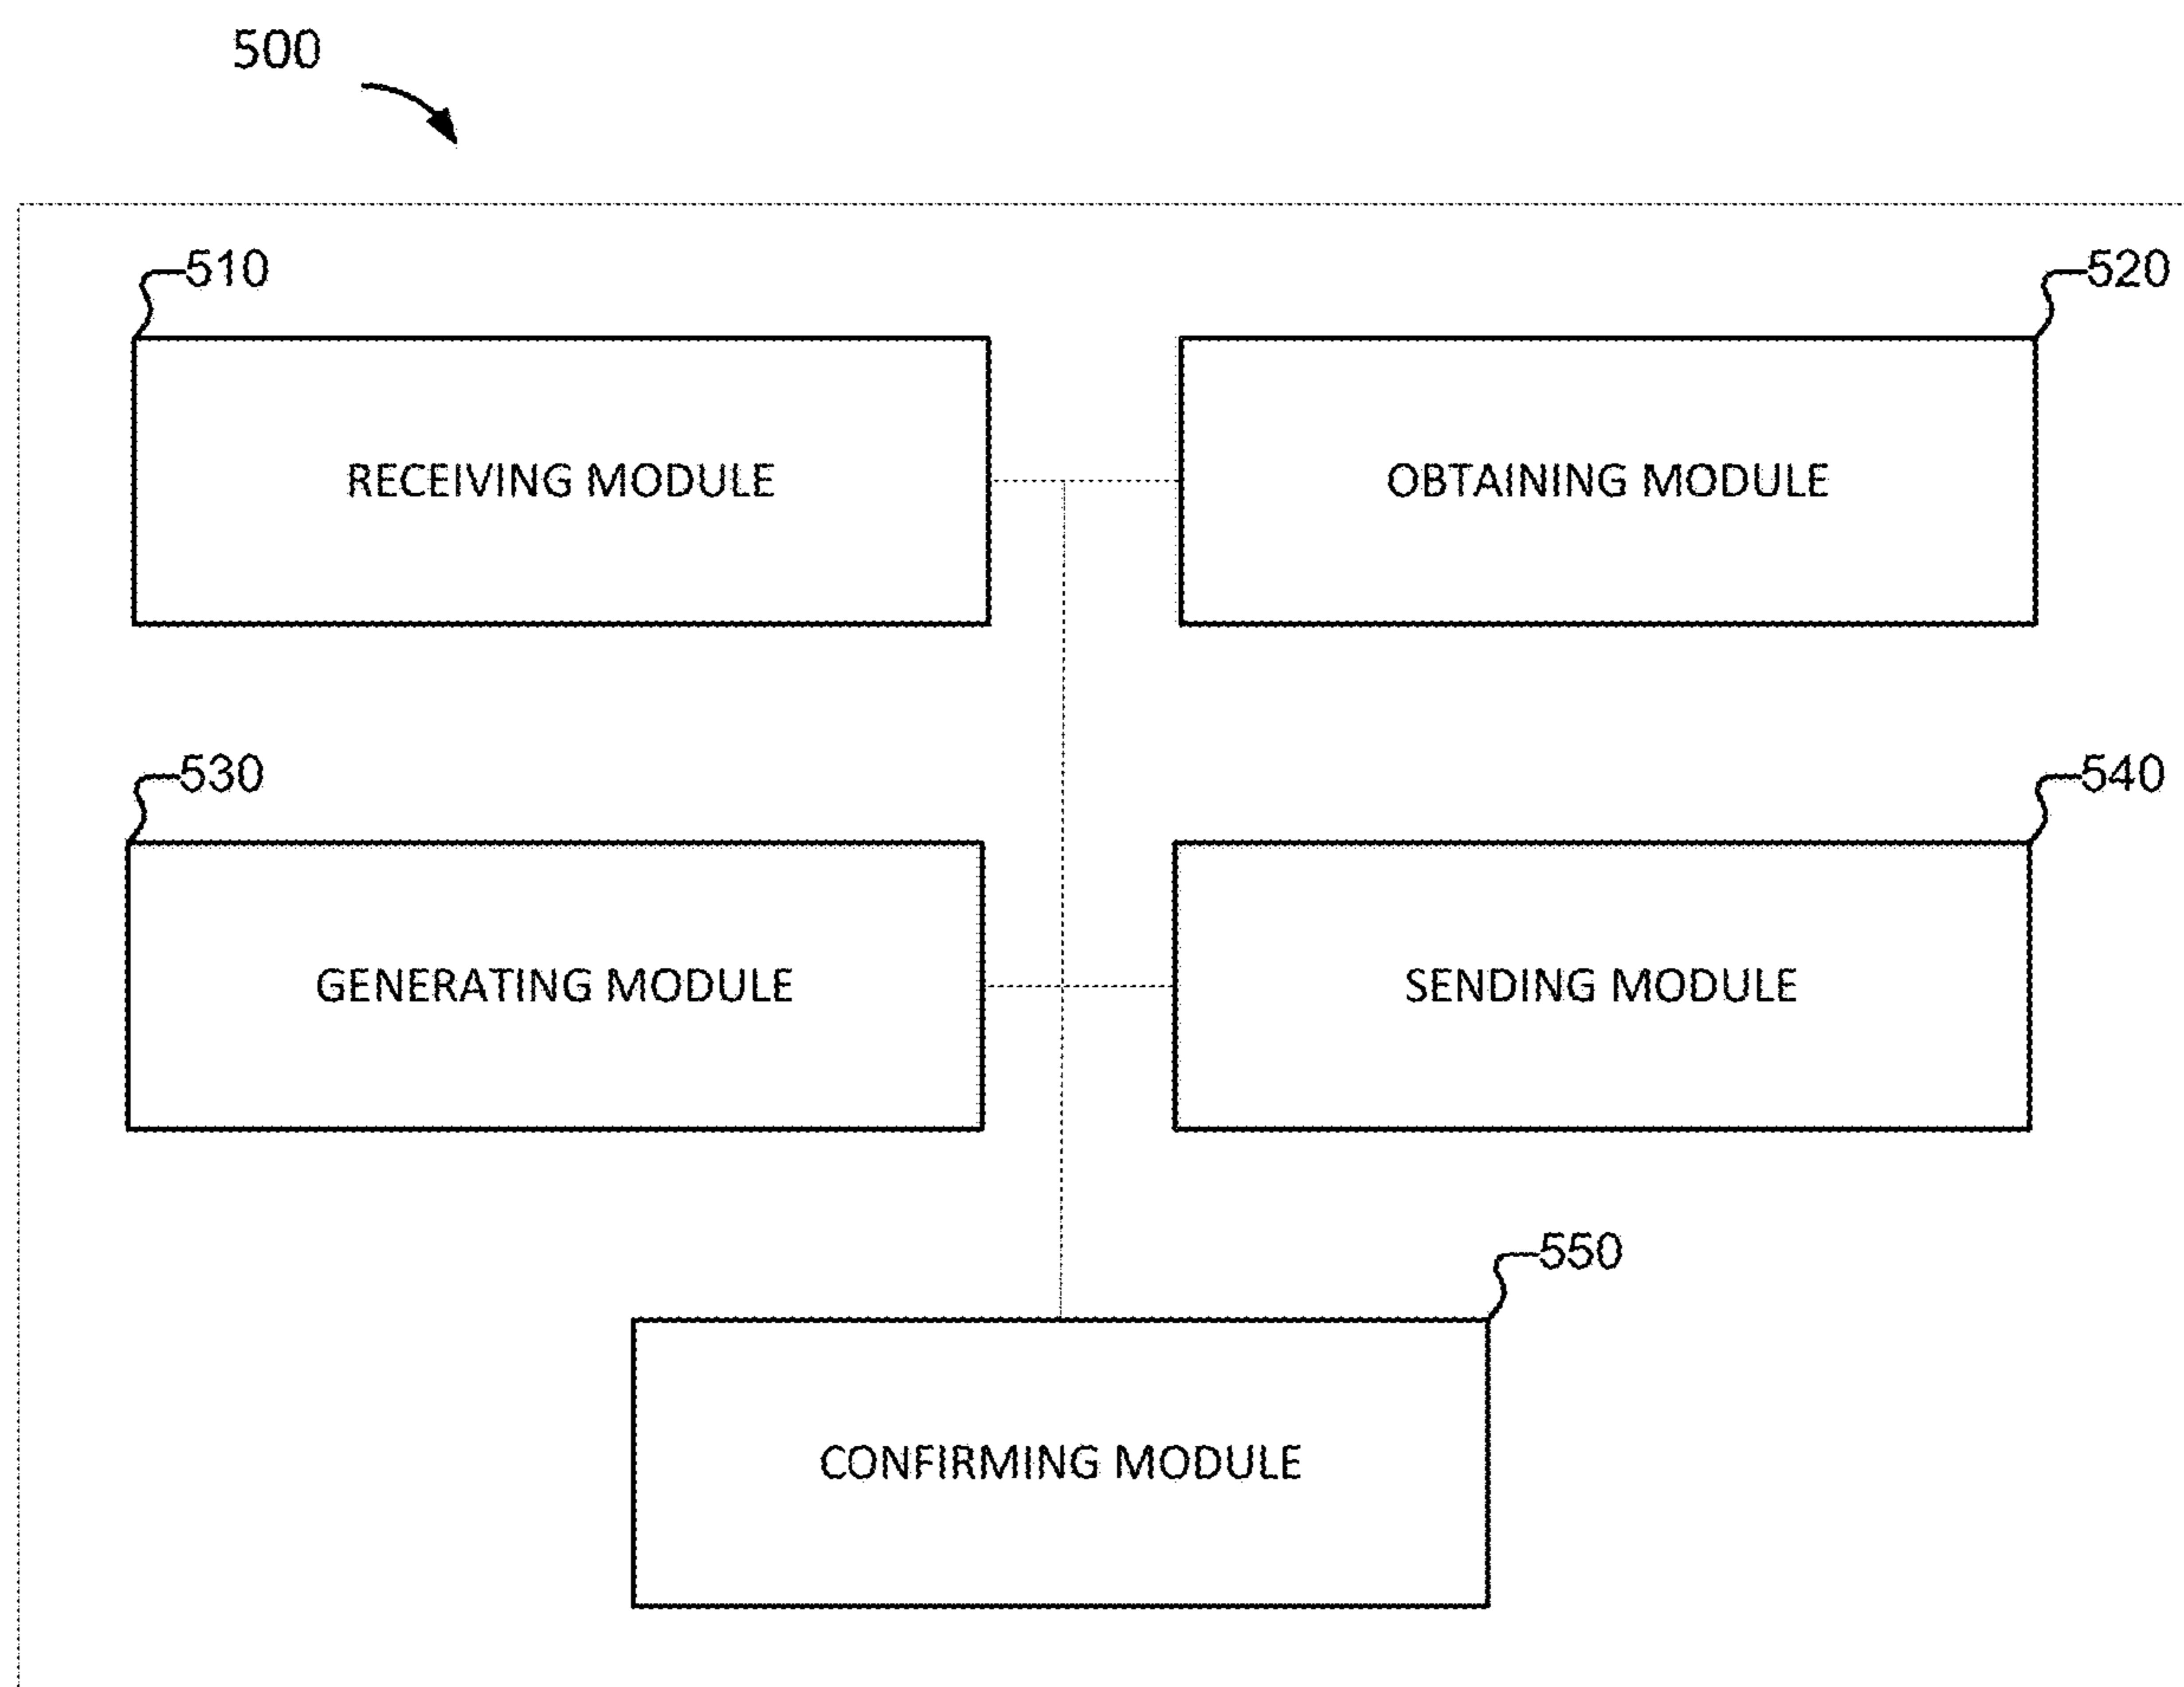 500
510
520
RECEIVING MODULE
OBTAINING MODULE
530
540
GENERATING MODULE
SENDING MODULE
550
CONFIRMING MODULE